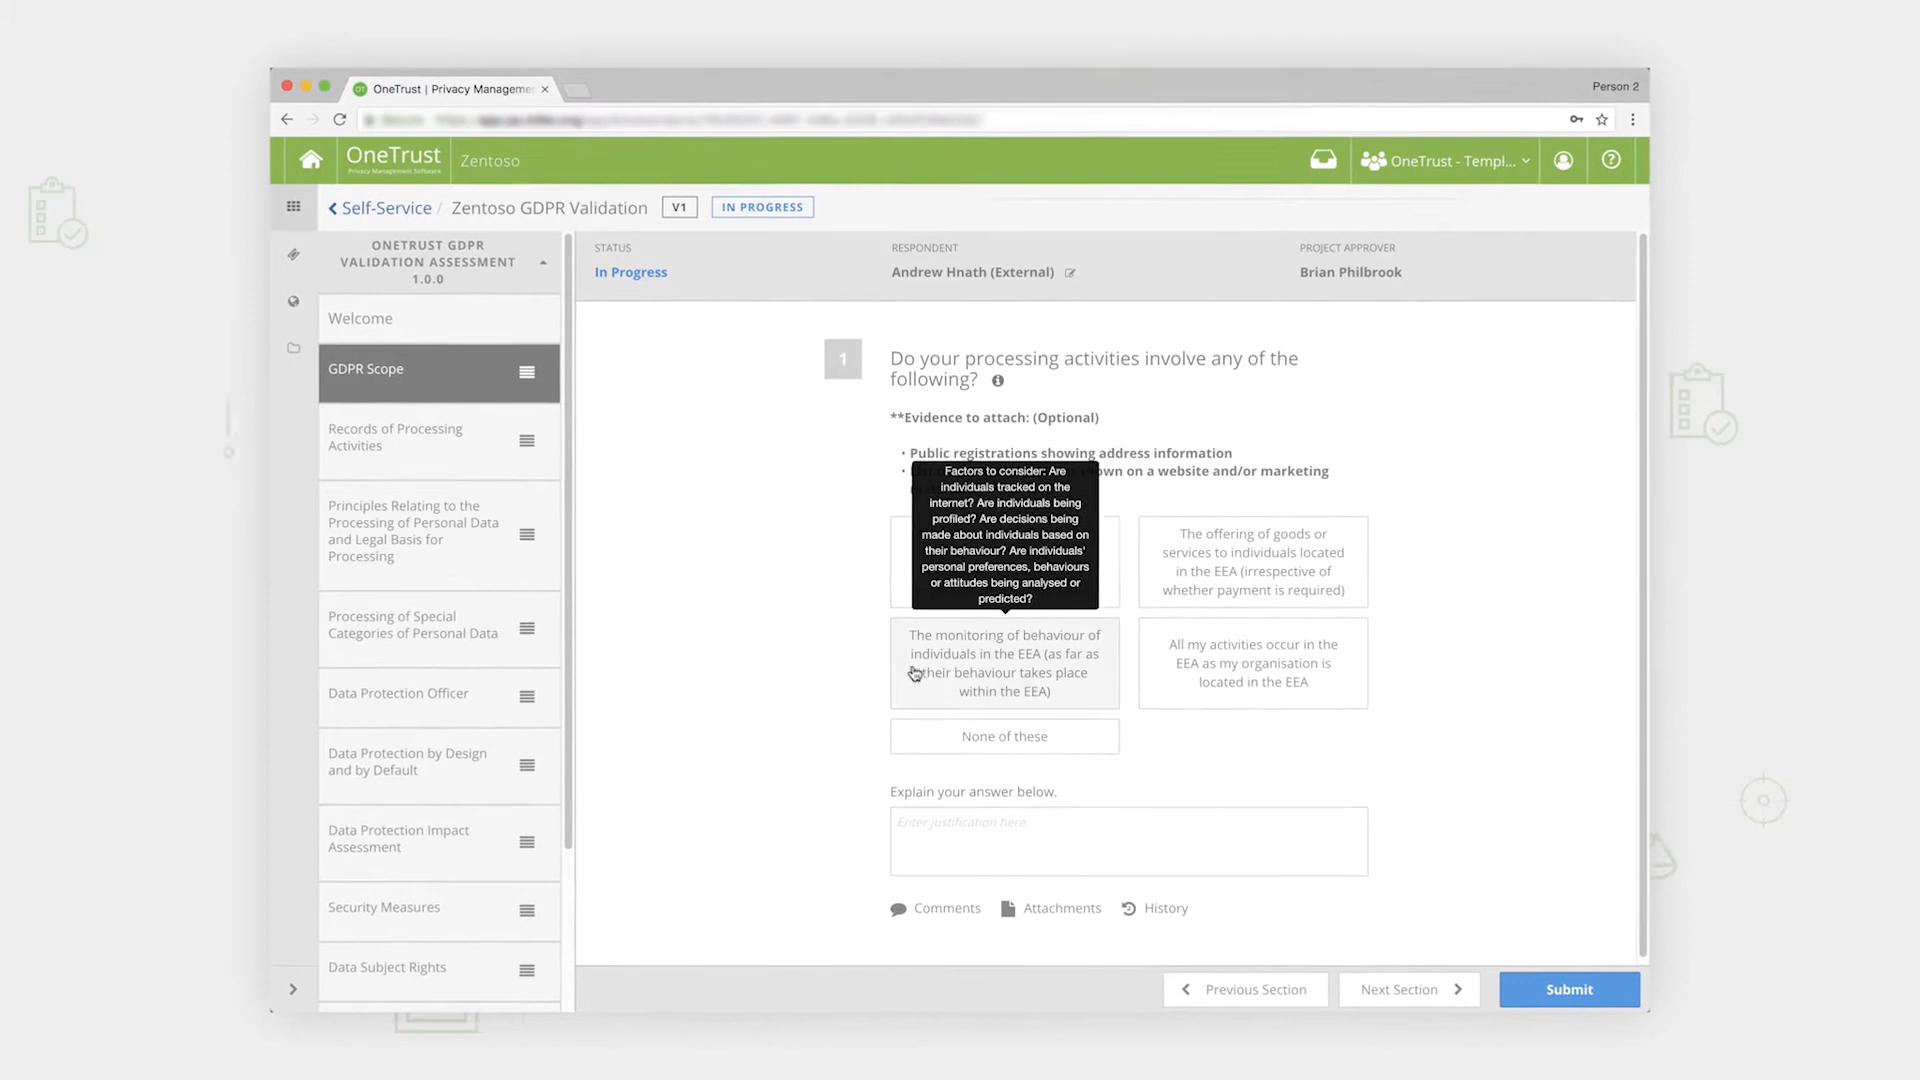 OneTrust | Privacy Manageme
Person 2
OneTrust
Privacy Management Software
Zentoso
OneTrust - Templ...
Self-Service / Zentoso GDPR Validation
V1
IN PROGRESS
ONETRUST GDPR
VALIDATION ASSESSMENT
1.0.0
Welcome
GDPR Scope
Records of Processing
Activities
Principles Relating to the
Processing of Personal Data
and Legal Basis for
Processing
Processing of Special
Categories of Personal Data
Data Protection Officer
Data Protection by Design
and by Default
Data Protection Impact
Assessment
Security Measures
Data Subject Rights
STATUS
In Progress
RESPONDENT
Andrew Hnath (External)
PROJECT APPROVER
Brian Philbrook
1
Do your processing activities involve any of the
following?
**Evidence to attach: (Optional)
• Public registrations showing address information
• shown on a website and/or marketing
Factors to consider: Are
individuals tracked on the
internet? Are individuals being
profiled? Are decisions being
made about individuals based on
their behaviour? Are individuals'
personal preferences, behaviours
or attitudes being analysed or
predicted?
The offering of goods or
services to individuals located
in the EEA (irrespective of
whether payment is required)
The monitoring of behaviour of
individuals in the EEA (as far as
their behaviour takes place
within the EEA)
All my activities occur in the
EEA as my organisation is
located in the EEA
None of these
Explain your answer below.
Enter justification here.
Comments
Attachments
History
Previous Section
Next Section
Submit